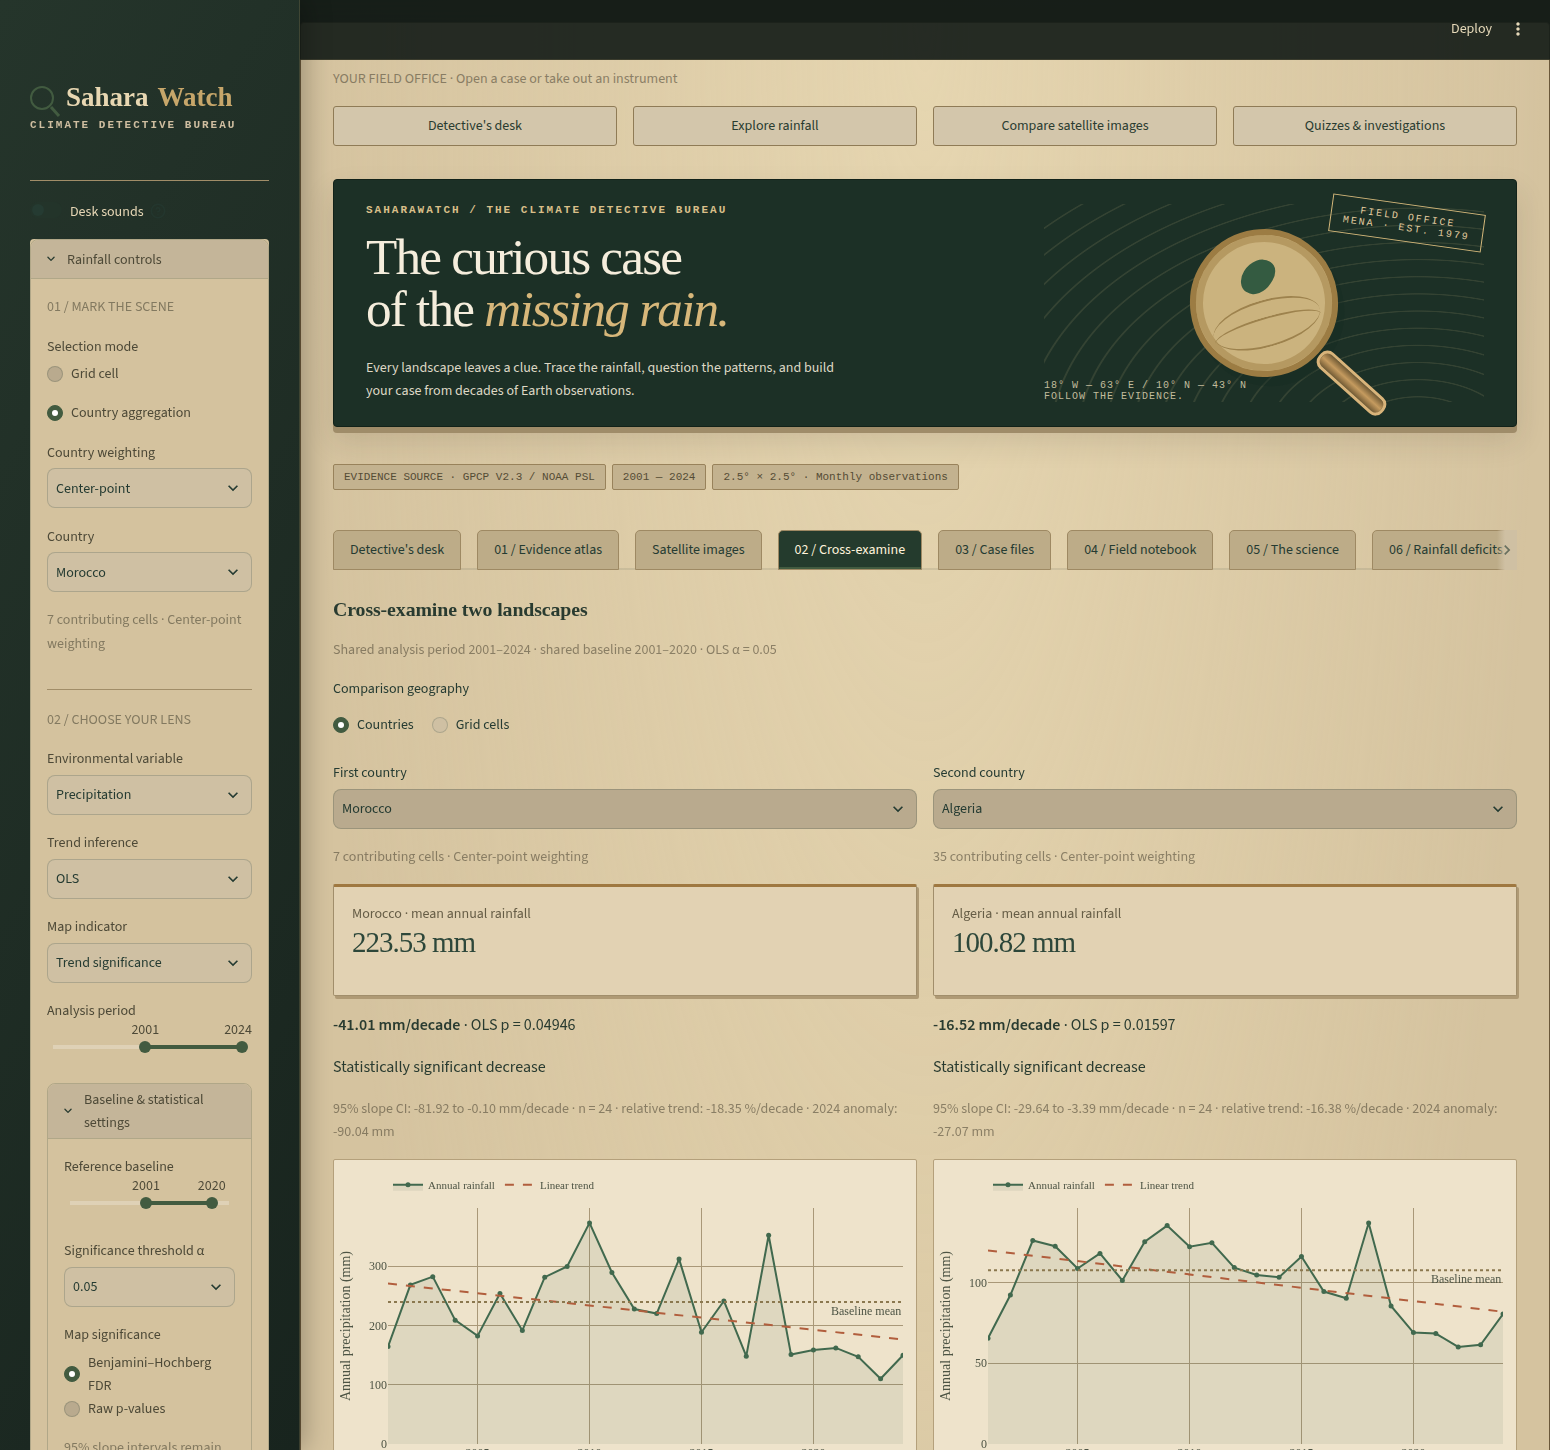 Deploy
Sahara Watch
CLIMATE DETECTIVE BUREAU
Desk sounds
Rainfall controls
01 / MARK THE SCENE
Selection mode
Grid cell
Country aggregation
Country weighting
Center-point
Country
Morocco
7 contributing cells · Center-point
weighting
02 / CHOOSE YOUR LENS
Environmental variable
Precipitation
Trend inference
OLS
Map indicator
Trend significance
Analysis period
2001 2024
Baseline & statistical
settings
Reference baseline
2001 2020
Significance threshold α
0.05
Map significance
Benjamini–Hochberg
FDR
Raw p-values
95% slope intervals remain
YOUR FIELD OFFICE · Open a case or take out an instrument
Detective's desk
Explore rainfall
Compare satellite images
Quizzes & investigations
SAHARAWATCH / THE CLIMATE DETECTIVE BUREAU
The curious case
of the missing rain.
Every landscape leaves a clue. Trace the rainfall, question the patterns, and build
your case from decades of Earth observations.
FIELD OFFICE
MENA · EST. 1979
18° W — 63° E / 10° N — 43° N
FOLLOW THE EVIDENCE.
EVIDENCE SOURCE · GPCP V2.3 / NOAA PSL
2001 — 2024
2.5° × 2.5° · Monthly observations
Detective's desk
01 / Evidence atlas
Satellite images
02 / Cross-examine
03 / Case files
04 / Field notebook
05 / The science
06 / Rainfall deficits
Cross-examine two landscapes
Shared analysis period 2001–2024 · shared baseline 2001–2020 · OLS α = 0.05
Comparison geography
Countries
Grid cells
First country
Morocco
7 contributing cells · Center-point weighting
Morocco · mean annual rainfall
223.53 mm
-41.01 mm/decade · OLS p = 0.04946
Statistically significant decrease
95% slope CI: -81.92 to -0.10 mm/decade · n = 24 · relative trend: -18.35 %/decade · 2024 anomaly:
-90.04 mm
Annual rainfall
Linear trend
Annual precipitation (mm)
300
200
100
0
Baseline mean
2005 2010 2015 2020
Second country
Algeria
35 contributing cells · Center-point weighting
Algeria · mean annual rainfall
100.82 mm
-16.52 mm/decade · OLS p = 0.01597
Statistically significant decrease
95% slope CI: -29.64 to -3.39 mm/decade · n = 24 · relative trend: -16.38 %/decade · 2024 anomaly:
-27.07 mm
Annual rainfall
Linear trend
Annual precipitation (mm)
100
50
0
Baseline mean
2005 2010 2015 2020